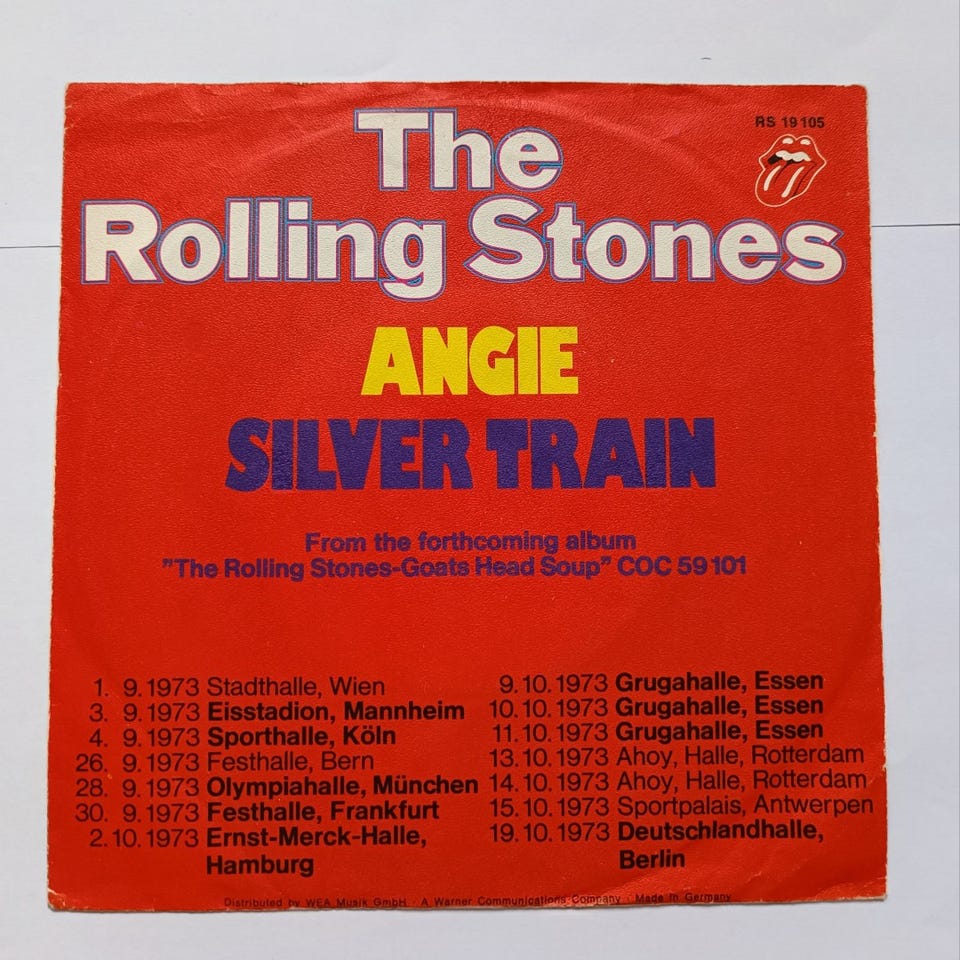 RS 19 105
The
Rolling Stones
ANGIE
SILVER TRAIN
From the forthcoming album
"The Rolling Stones-Goats Head Soup" COC 59 101
1. 9. 1973 Stadthalle, Wien
3. 9. 1973 Eisstadion, Mannheim
4. 9. 1973 Sporthalle, Köln
26. 9. 1973 Festhalle, Bern
28. 9. 1973 Olympiahalle, München
30. 9. 1973 Festhalle, Frankfurt
2. 10. 1973 Ernst-Merck-Halle,
Hamburg
9. 10. 1973 Grugahalle, Essen
10. 10. 1973 Grugahalle, Essen
11. 10. 1973 Grugahalle, Essen
13. 10. 1973 Ahoy, Halle, Rotterdam
14. 10. 1973 Ahoy, Halle, Rotterdam
15. 10. 1973 Sportpalais, Antwerpen
19. 10. 1973 Deutschlandhalle,
Berlin
Distributed by WEA Musik GmbH · A Warner Communications Company · Made in Germany